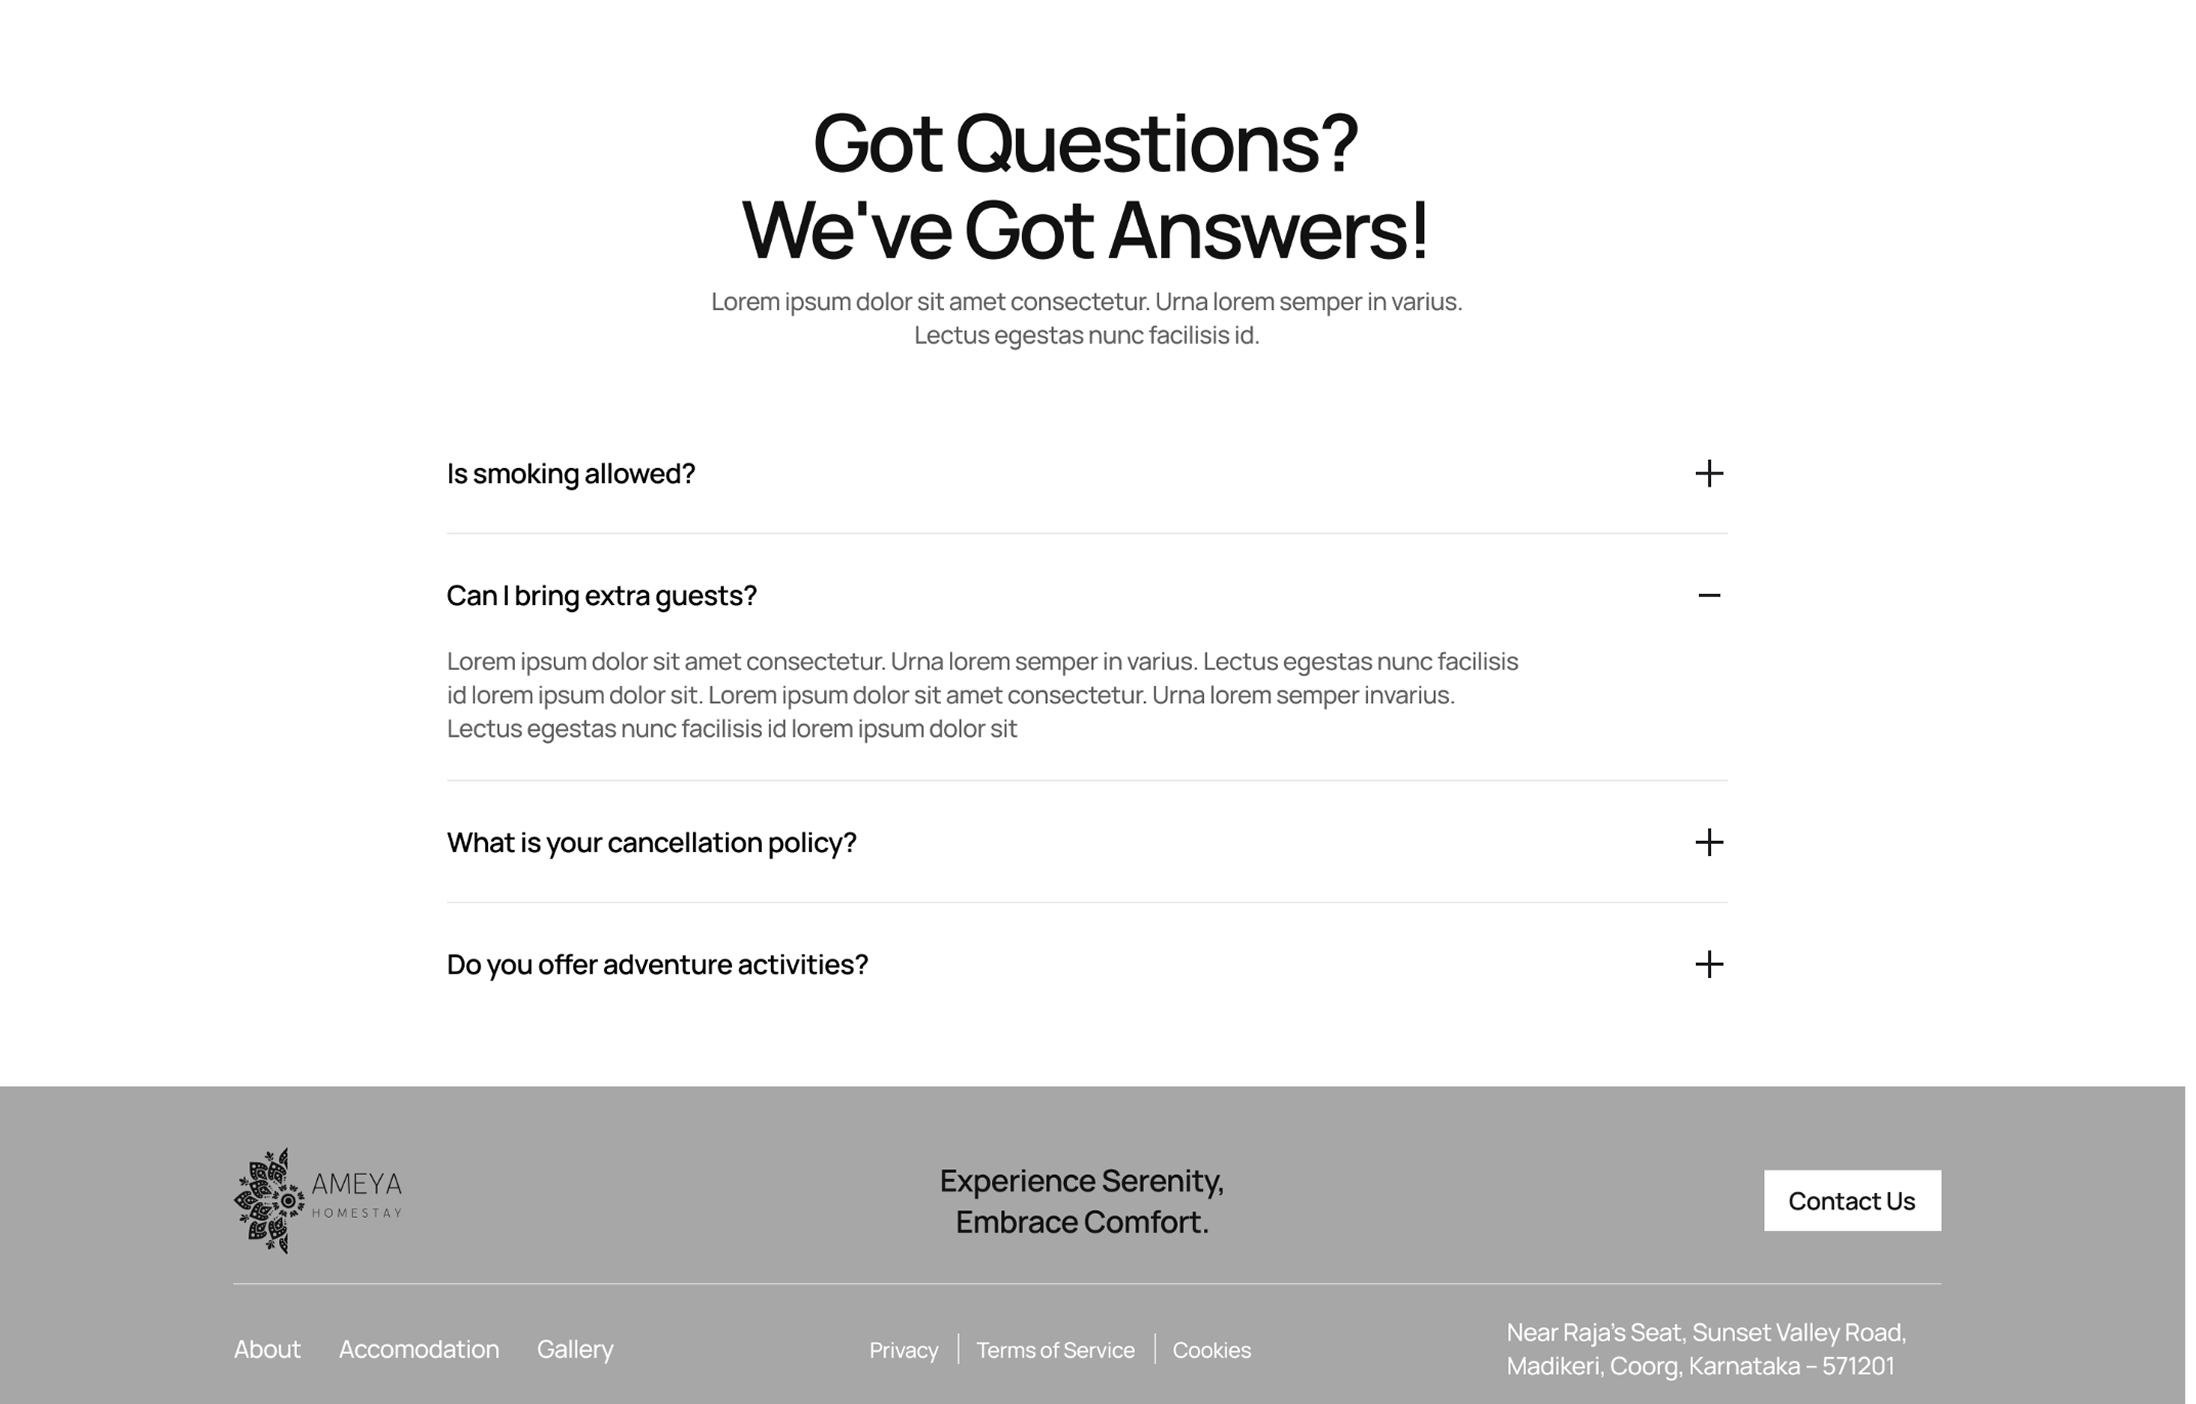 Got Questions?
We've Got Answers!
Lorem ipsum dolor sit amet consectetur. Urna lorem semper in varius.
Lectus egestas nunc facilisis id.
Is smoking allowed?
Can I bring extra guests?
Lorem ipsum dolor sit amet consectetur. Urna lorem semper in varius. Lectus egestas nunc facilisis
id lorem ipsum dolor sit. Lorem ipsum dolor sit amet consectetur. Urna lorem semper invarius.
Lectus egestas nunc facilisis id lorem ipsum dolor sit
What is your cancellation policy?
Do you offer adventure activities?
AMEYA
HOMESTAY
Experience Serenity,
Embrace Comfort.
Contact Us
About Accomodation Gallery
Privacy Terms of Service Cookies
Near Raja’s Seat, Sunset Valley Road,
Madikeri, Coorg, Karnataka – 571201